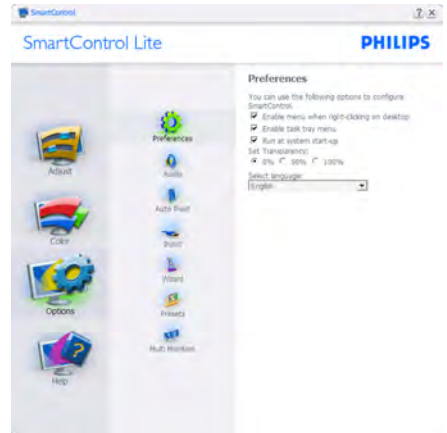 SmartControl
SmartControl Lite
PHILIPS
Adjust
Color
Options
Help
Preferences
Audio
Auto Pivot
Input
Wizard
Presets
Multi Monitors
Preferences
You can use the following options to configure
SmartControl.
Enable menu when right-clicking on desktop
Enable task tray menu
Run at system start-up
Set Transparency:
0% 50% 100%
Select language:
English